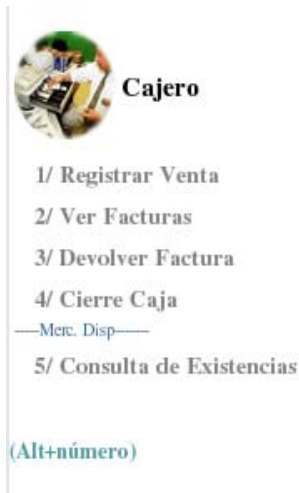 Cajero
1/ Registrar Venta
2/ Ver Facturas
3/ Devolver Factura
4/ Cierre Caja
----Merc. Disp------
5/ Consulta de Existencias
(Alt+número)